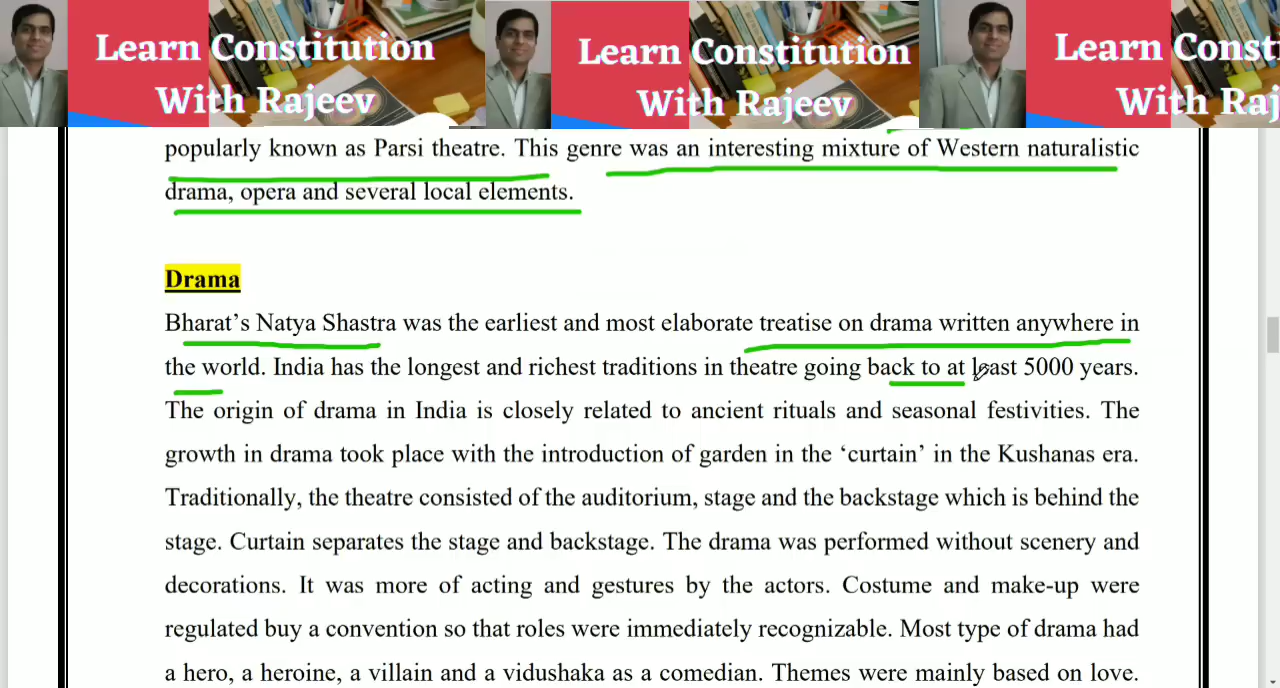 Learn Constitution
With Rajeev
Learn Constitution
With Rajeev
Learn Consti
With Raj
popularly known as Parsi theatre. This genre was an interesting mixture of Western naturalistic
drama, opera and several local elements.
Drama
Bharat’s Natya Shastra was the earliest and most elaborate treatise on drama written anywhere in
the world. India has the longest and richest traditions in theatre going back to at least 5000 years.
The origin of drama in India is closely related to ancient rituals and seasonal festivities. The
growth in drama took place with the introduction of garden in the ‘curtain’ in the Kushanas era.
Traditionally, the theatre consisted of the auditorium, stage and the backstage which is behind the
stage. Curtain separates the stage and backstage. The drama was performed without scenery and
decorations. It was more of acting and gestures by the actors. Costume and make-up were
regulated buy a convention so that roles were immediately recognizable. Most type of drama had
a hero, a heroine, a villain and a vidushaka as a comedian. Themes were mainly based on love.